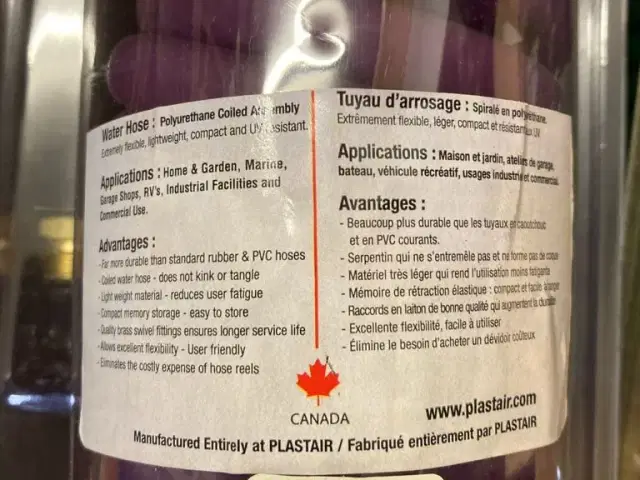 Water Hose : Polyurethane Coiled Assembly
Extremely flexible, lightweight, compact and UV resistant.
Applications : Home & Garden, Marine,
Garage Shops, RV's, Industrial Facilities and
Commercial Use.
Advantages :
- Far more durable than standard rubber & PVC hoses
- Coiled water hose - does not kink or tangle
- Light weight material - reduces user fatigue
- Compact memory storage - easy to store
- Quality brass swivel fittings ensures longer service life
- Allows excellent flexibility - User friendly
- Eliminates the costly expense of hose reels
Tuyau d'arrosage : Spiralé en polyuréthane.
Extrêmement flexible, léger, compact et résistant aux UV
Applications : Maison et jardin, ateliers de garage,
bateau, véhicule récréatif, usages industriel et commercial.
Avantages :
- Beaucoup plus durable que les tuyaux en caoutchouc
et en PVC courants.
- Serpentin qui ne s'entremêle pas et ne forme pas de coque
- Matériel très léger qui rend l'utilisation moins fatigante
- Mémoire de rétraction élastique : compact et facile à ranger
- Raccords en laiton de bonne qualité qui augmentent la durabilité
- Excellente flexibilité, facile à utiliser
- Élimine le besoin d'acheter un dévidoir coûteux
CANADA
www.plastair.com
Manufactured Entirely at PLASTAIR / Fabriqué entièrement par PLASTAIR